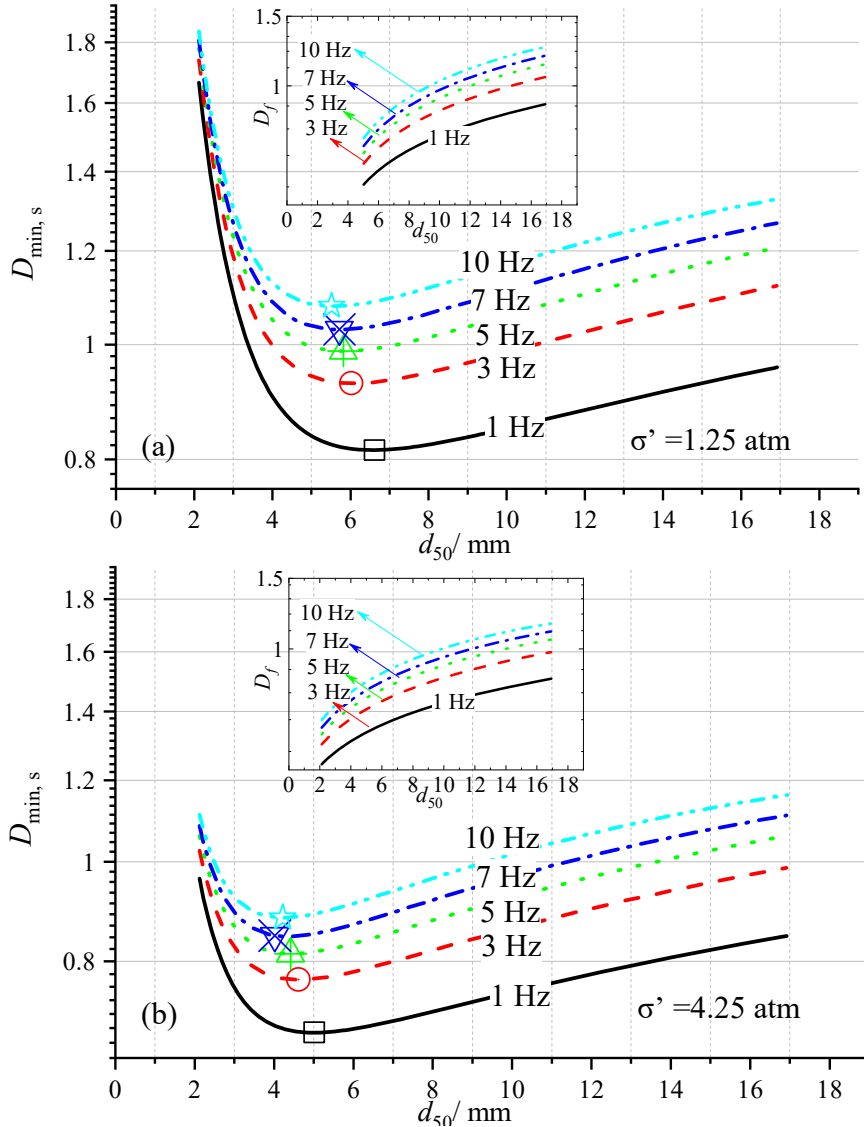 1.5
10 Hz
7 Hz
1
5 Hz
3 Hz
1 Hz
D_f
0 2 4 6 8 10 12 14 16 18
d_50
1.8
1.6
1.4
1.2
1
0.8
D_min, s
10 Hz
7 Hz
5 Hz
3 Hz
1 Hz
(a)
σ’ =1.25 atm
0 2 4 6 8 10 12 14 16 18
d_50/ mm
1.5
10 Hz
7 Hz
1
5 Hz
3 Hz
1 Hz
D_f
0 2 4 6 8 10 12 14 16 18
d_50
1.8
1.6
1.4
1.2
1
0.8
D_min, s
10 Hz
7 Hz
5 Hz
3 Hz
1 Hz
(b)
σ’ =4.25 atm
0 2 4 6 8 10 12 14 16 18
d_50/ mm